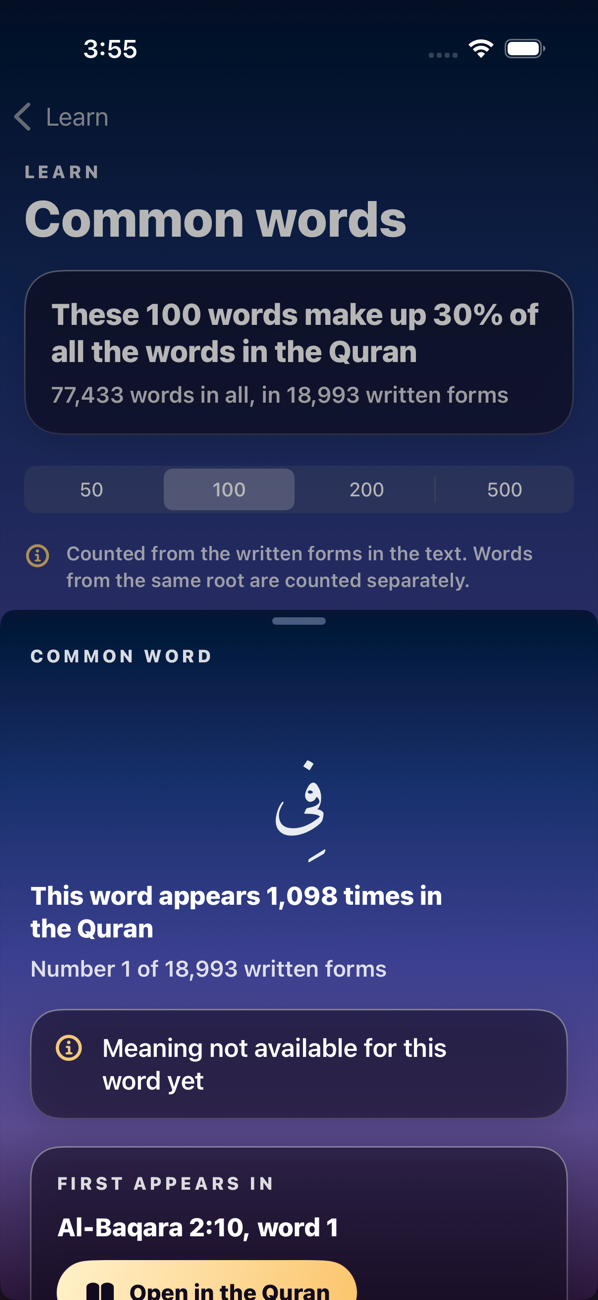 3:55
Learn
LEARN
Common words
These 100 words make up 30% of
all the words in the Quran
77,433 words in all, in 18,993 written forms
50 100 200 500
Counted from the written forms in the text. Words
from the same root are counted separately.
COMMON WORD
فِى
This word appears 1,098 times in
the Quran
Number 1 of 18,993 written forms
Meaning not available for this
word yet
FIRST APPEARS IN
Al-Baqara 2:10, word 1
Open in the Quran